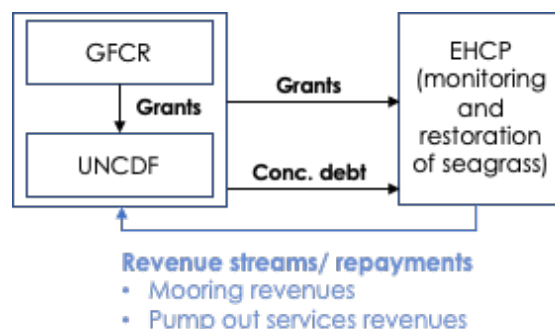 GFCR
Grants
UNCDF
Grants
Conc. debt
EHCP
(monitoring
and
restoration
of seagrass)
Revenue streams/ repayments
• Mooring revenues
• Pump out services revenues